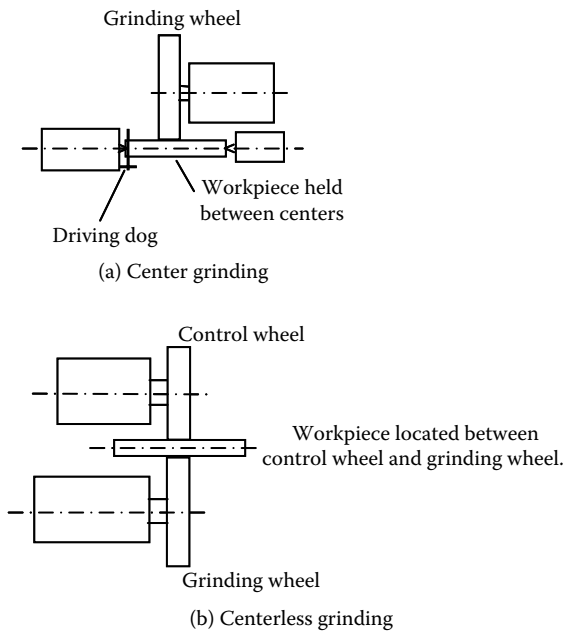 Grinding wheel
Workpiece held
between centers
Driving dog
(a) Center grinding
Control wheel
Workpiece located between
control wheel and grinding wheel.
Grinding wheel
(b) Centerless grinding